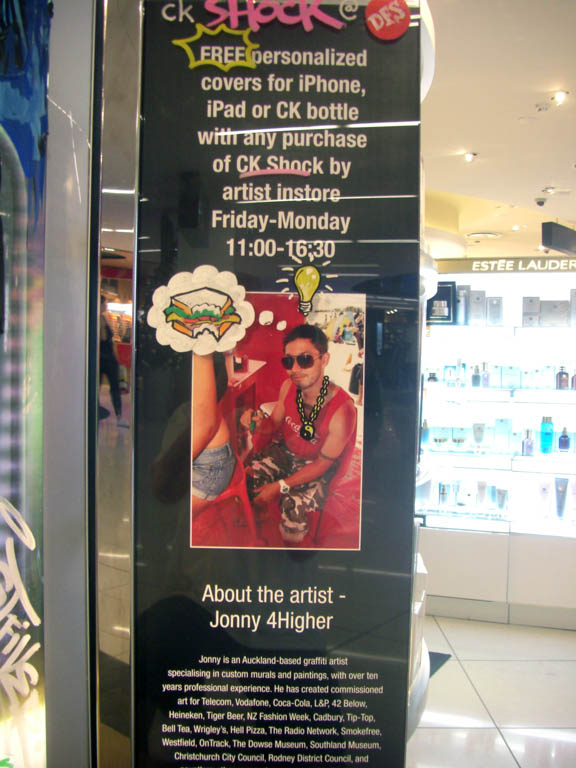 ck SHOCK @ DFS
FREE personalized
covers for iPhone,
iPad or CK bottle
with any purchase
of CK Shock by
artist instore
Friday-Monday
11:00-16:30
ESTĒE LAUDER
About the artist -
Jonny 4Higher
Jonny is an Auckland-based graffiti artist
specialising in custom murals and paintings, with over ten
years professional experience. He has created commissioned
art for Telecom, Vodafone, Coca-Cola, L&P, 42 Below,
Heineken, Tiger Beer, NZ Fashion Week, Cadbury, Tip-Top,
Bell Tea, Wrigley's, Hell Pizza, The Radio Network, Smokefree,
Westfield, OnTrack, The Dowse Museum, Southland Museum,
Christchurch City Council, Rodney District Council, and